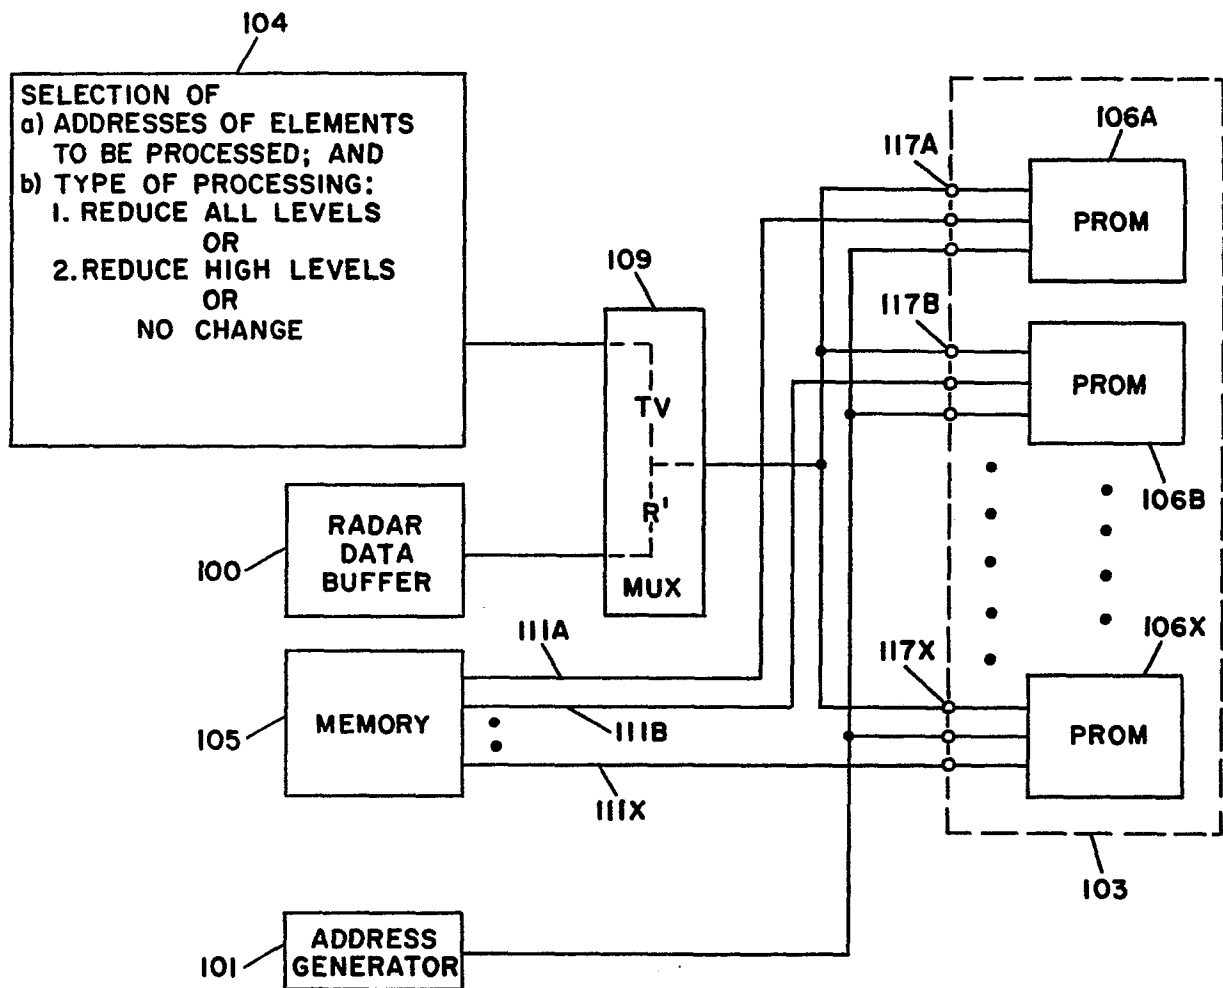 104
SELECTION OF
a) ADDRESSES OF ELEMENTS
TO BE PROCESSED; AND
b) TYPE OF PROCESSING:
1. REDUCE ALL LEVELS
OR
2. REDUCE HIGH LEVELS
OR
NO CHANGE
109
TV
R'
MUX
100
RADAR
DATA
BUFFER
105
MEMORY
111A
111B
111X
101
ADDRESS
GENERATOR
117A
106A
PROM
117B
PROM
106B
117X
106X
PROM
103